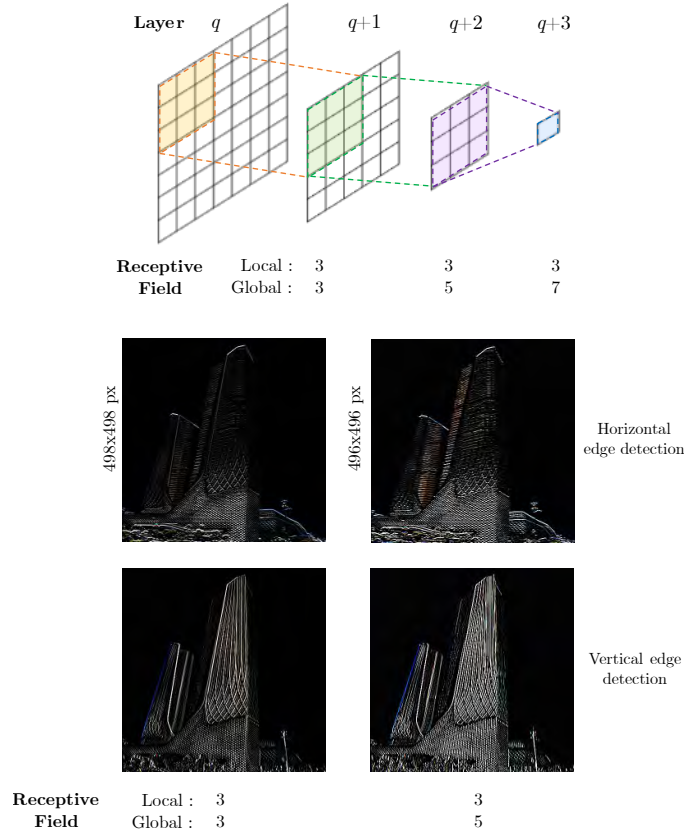 Layer q q+1 q+2 q+3
Receptive Local : 3 3 3
Field Global : 3 5 7
498x498 px
496x496 px
Horizontal
edge detection
Vertical edge
detection
Receptive Local : 3 3
Field Global : 3 5